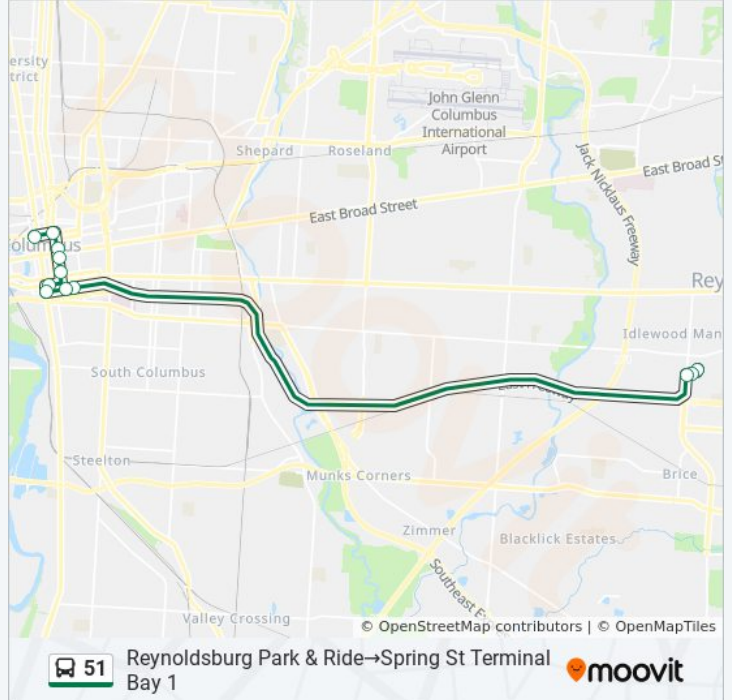 ersity
trict
John Glenn
Columbus
International
Airport
Shepard
Roseland
Jack Nicklaus Freeway
East Broad St
East Broad Street
olumbus
Rey
Idlewood Man
South Columbus
Steelton
Munks Corners
Brice
Zimmer
Blacklick Estates
Southeast E
Valley Crossing
© OpenStreetMap contributors | © OpenMapTiles
51
Reynoldsburg Park & Ride→Spring St Terminal
Bay 1
moovit